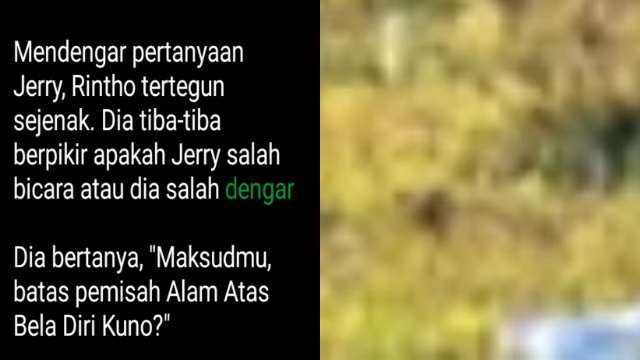 Mendengar pertanyaan
Jerry, Rintho tertegun
sejenak. Dia tiba-tiba
berpikir apakah Jerry salah
bicara atau dia salah dengar
Dia bertanya, "Maksudmu,
batas pemisah Alam Atas
Bela Diri Kuno?"